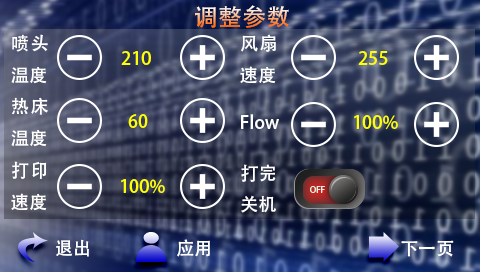 调整参数
喷头
温度
210
风扇
速度
255
热床
温度
60
Flow
100%
打印
速度
100%
打完
关机
OFF
退出
应用
下一页